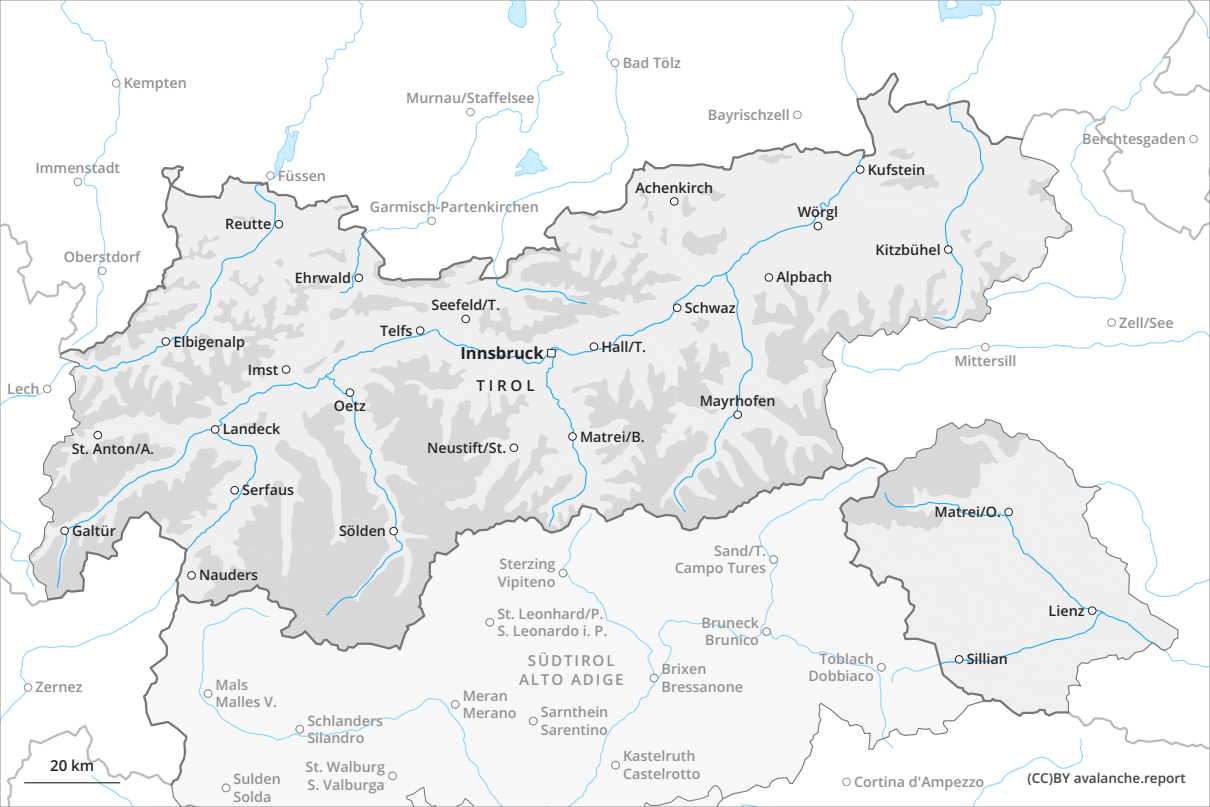 Kempten
Bad Tölz
Murnau/Staffelsee
Bayrischzell
Berchtesgaden
Immenstadt
Füssen
Kufstein
Achenkirch
Garmisch-Partenkirchen
Wörgl
Reutte
Kitzbühel
Oberstdorf
Ehrwald
Alpbach
Seefeld/T.
Schwaz
Telfs
Zell/See
Elbigenalp
Innsbruck
Hall/T.
Mittersill
Imst
TIROL
Lech
Oetz
Mayrhofen
Landeck
Matrei/B.
St. Anton/A.
Neustift/St.
Serfaus
Matrei/O.
Galtür
Sölden
Sterzing
Vipiteno
Sand/T.
Campo Tures
Nauders
St. Leonhard/P.
S. Leonardo i. P.
Lienz
Bruneck
Brunico
SÜDTIROL
ALTO ADIGE
Toblach
Dobbiaco
Sillian
Zernez
Mals
Malles V.
Brixen
Bressanone
Meran
Merano
Sarnthein
Sarentino
Schlanders
Silandro
Kastelruth
Castelrotto
20 km
St. Walburg
S. Valburga
Sulden
Solda
Cortina d'Ampezzo
(CC)BY avalanche.report